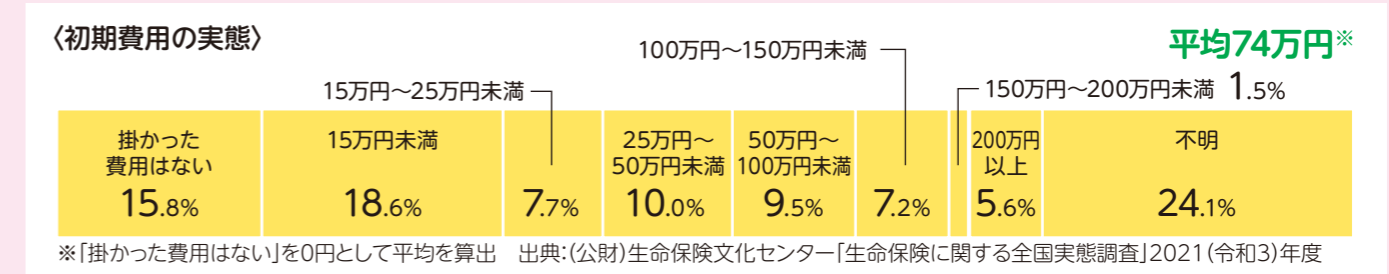 〈初期費用の実態〉
平均74万円※
100万円～150万円未満
15万円～25万円未満
150万円～200万円未満 1.5%
掛かった
費用はない
15.8%
15万円未満
18.6%
7.7%
25万円～
50万円未満
10.0%
50万円～
100万円未満
9.5%
7.2%
200万円
以上
5.6%
不明
24.1%
※「掛かった費用はない」を0円として平均を算出 出典：(公財)生命保険文化センター「生命保険に関する全国実態調査」2021(令和3)年度